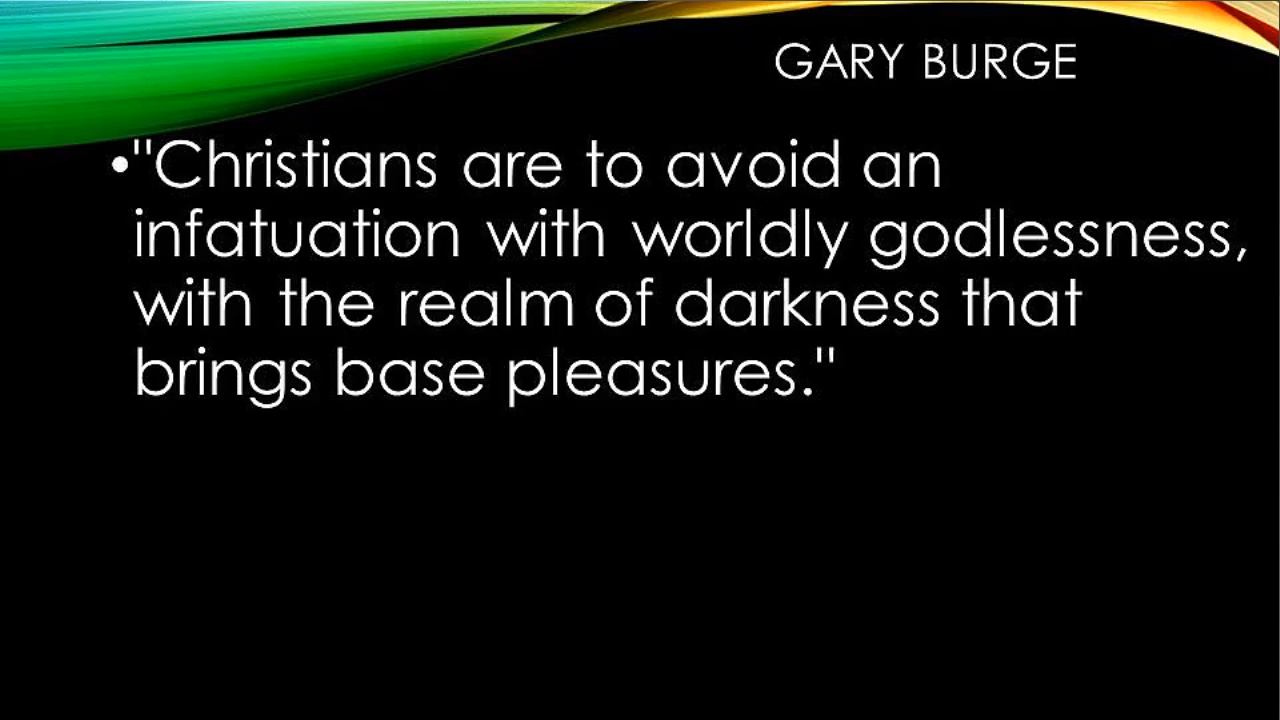 GARY BURGE
•"Christians are to avoid an
infatuation with worldly godlessness,
with the realm of darkness that
brings base pleasures."